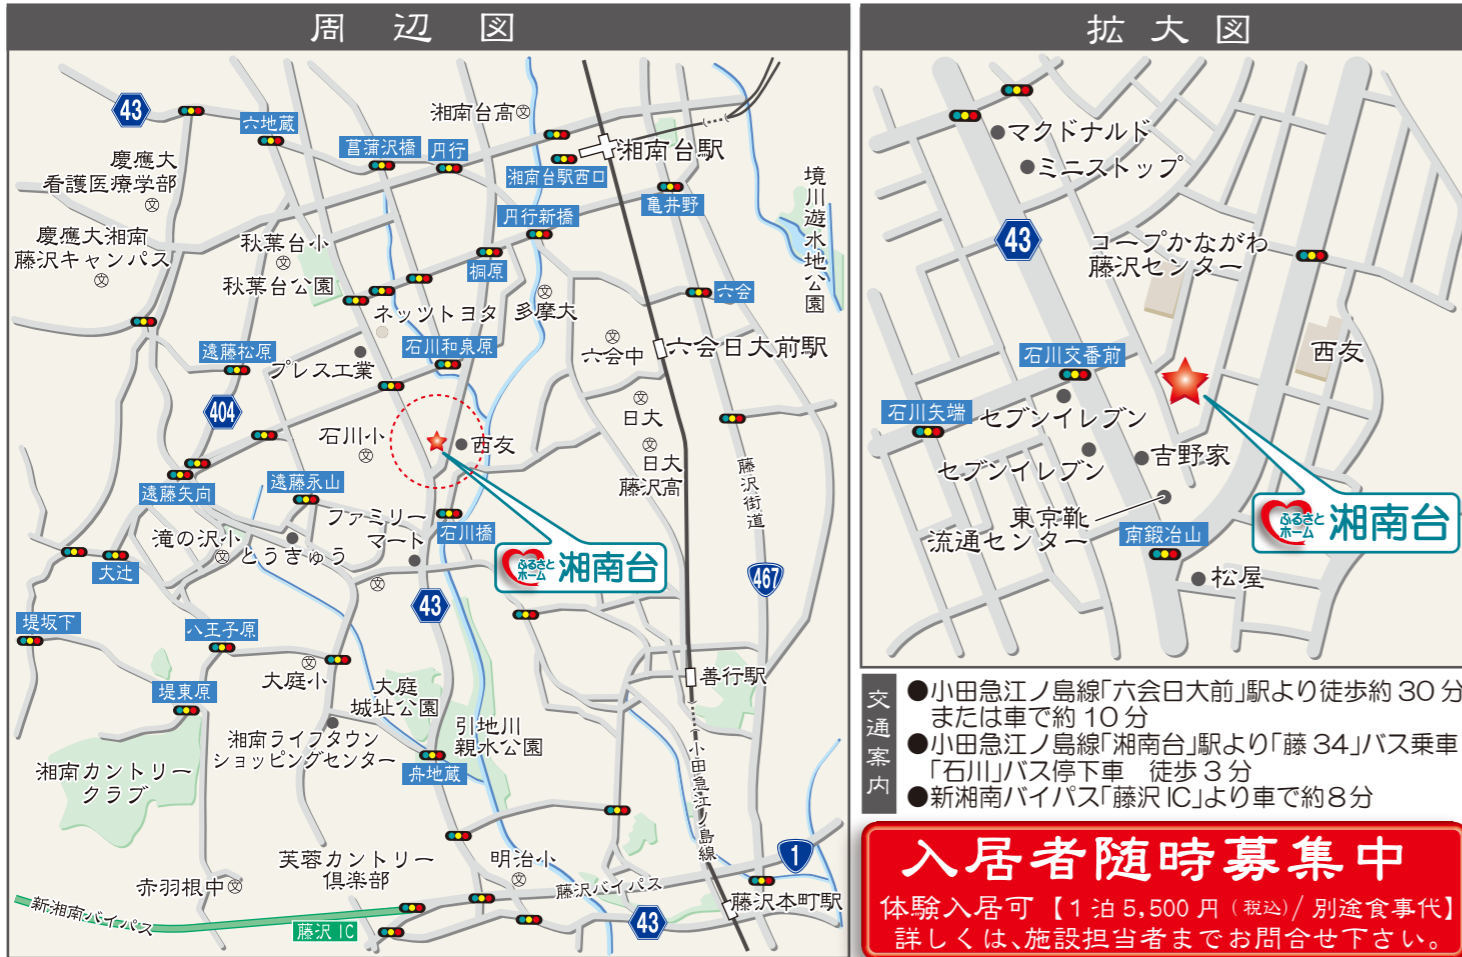 周辺図
43
六地蔵
湘南台高
菖蒲沢橋
円行
湘南台駅
湘南台駅西口
慶應大
看護医療学部
亀井野
境川遊水地公園
円行新橋
慶應大湘南
藤沢キャンパス
秋葉台小
秋葉台公園
桐原
六会
ネッツトヨタ
多摩大
遠藤松原
プレス工業
石川和泉原
六会中
六会日大前駅
404
石川小
西友
日大
日大
藤沢高
藤沢街道
遠藤矢向
遠藤永山
ファミリー
マート
石川橋
滝の沢小
とうきゅう
大辻
ふるさと
ホーム
湘南台
43
467
堤坂下
八王子原
大庭小
大庭
城址公園
善行駅
堤東原
湘南ライフタウン
ショッピングセンター
引地川
親水公園
舟地蔵
小田急江ノ島線
湘南カントリー
クラブ
芙蓉カントリー
倶楽部
明治小
1
赤羽根中
藤沢バイパス
藤沢本町駅
新湘南バイパス
藤沢IC
43
拡大図
マクドナルド
ミニストップ
43
コープかながわ
藤沢センター
石川交番前
西友
石川矢端
セブンイレブン
セブンイレブン
吉野家
東京靴
流通センター
南鍛冶山
ふるさと
ホーム
湘南台
松屋
交通案内
●小田急江ノ島線「六会日大前」駅より徒歩約30分
または車で約10分
●小田急江ノ島線「湘南台」駅より「藤34」バス乗車
「石川」バス停下車　徒歩3分
●新湘南バイパス「藤沢IC」より車で約8分
入居者随時募集中
体験入居可【1泊5,500円(税込)/別途食事代】
詳しくは、施設担当者までお問合せ下さい。